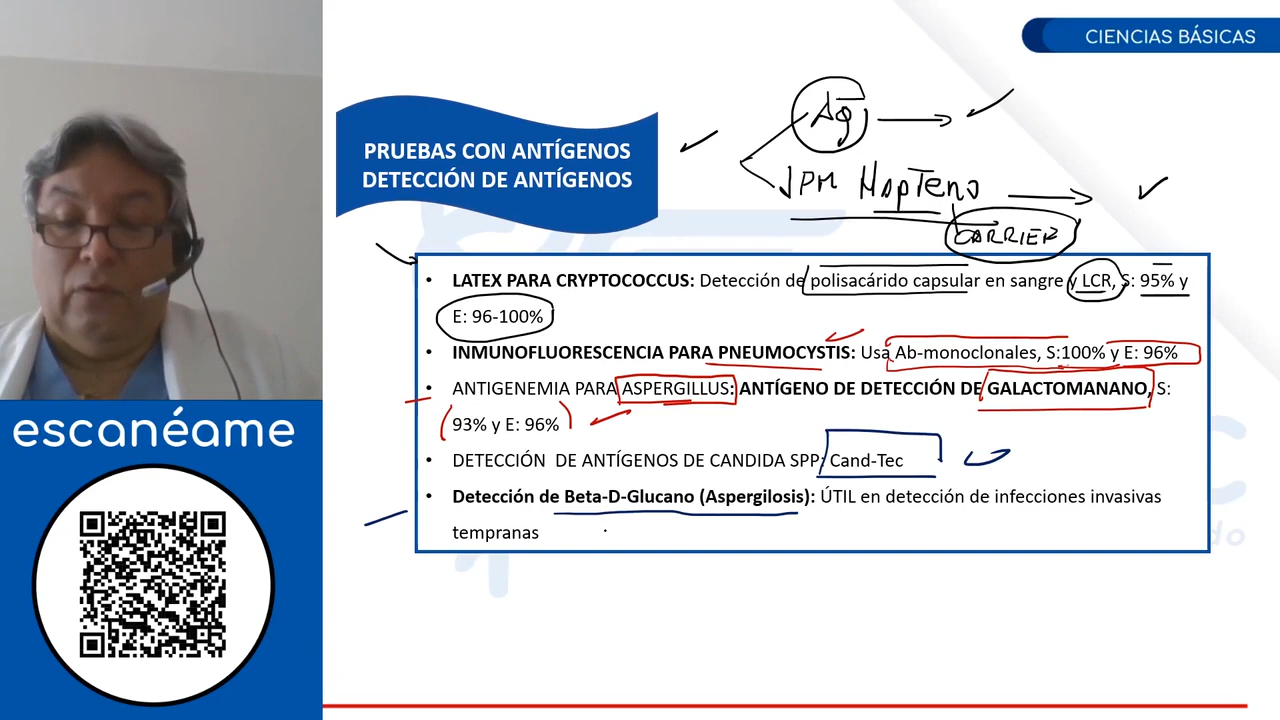 CIENCIAS BÁSICAS
PRUEBAS CON ANTÍGENOS
DETECCIÓN DE ANTÍGENOS
Ag
↓PM Hapteno
CARRIER
• LATEX PARA CRYPTOCOCCUS: Detección de polisacárido capsular en sangre y LCR, S: 95% y
E: 96-100%
• INMUNOFLUORESCENCIA PARA PNEUMOCYSTIS: Usa Ab-monoclonales, S:100% y E: 96%
• ANTIGENEMIA PARA ASPERGILLUS: ANTÍGENO DE DETECCIÓN DE GALACTOMANANO, S:
93% y E: 96%
• DETECCIÓN DE ANTÍGENOS DE CANDIDA SPP: Cand-Tec
• Detección de Beta-D-Glucano (Aspergilosis): ÚTIL en detección de infecciones invasivas
tempranas
escanéame